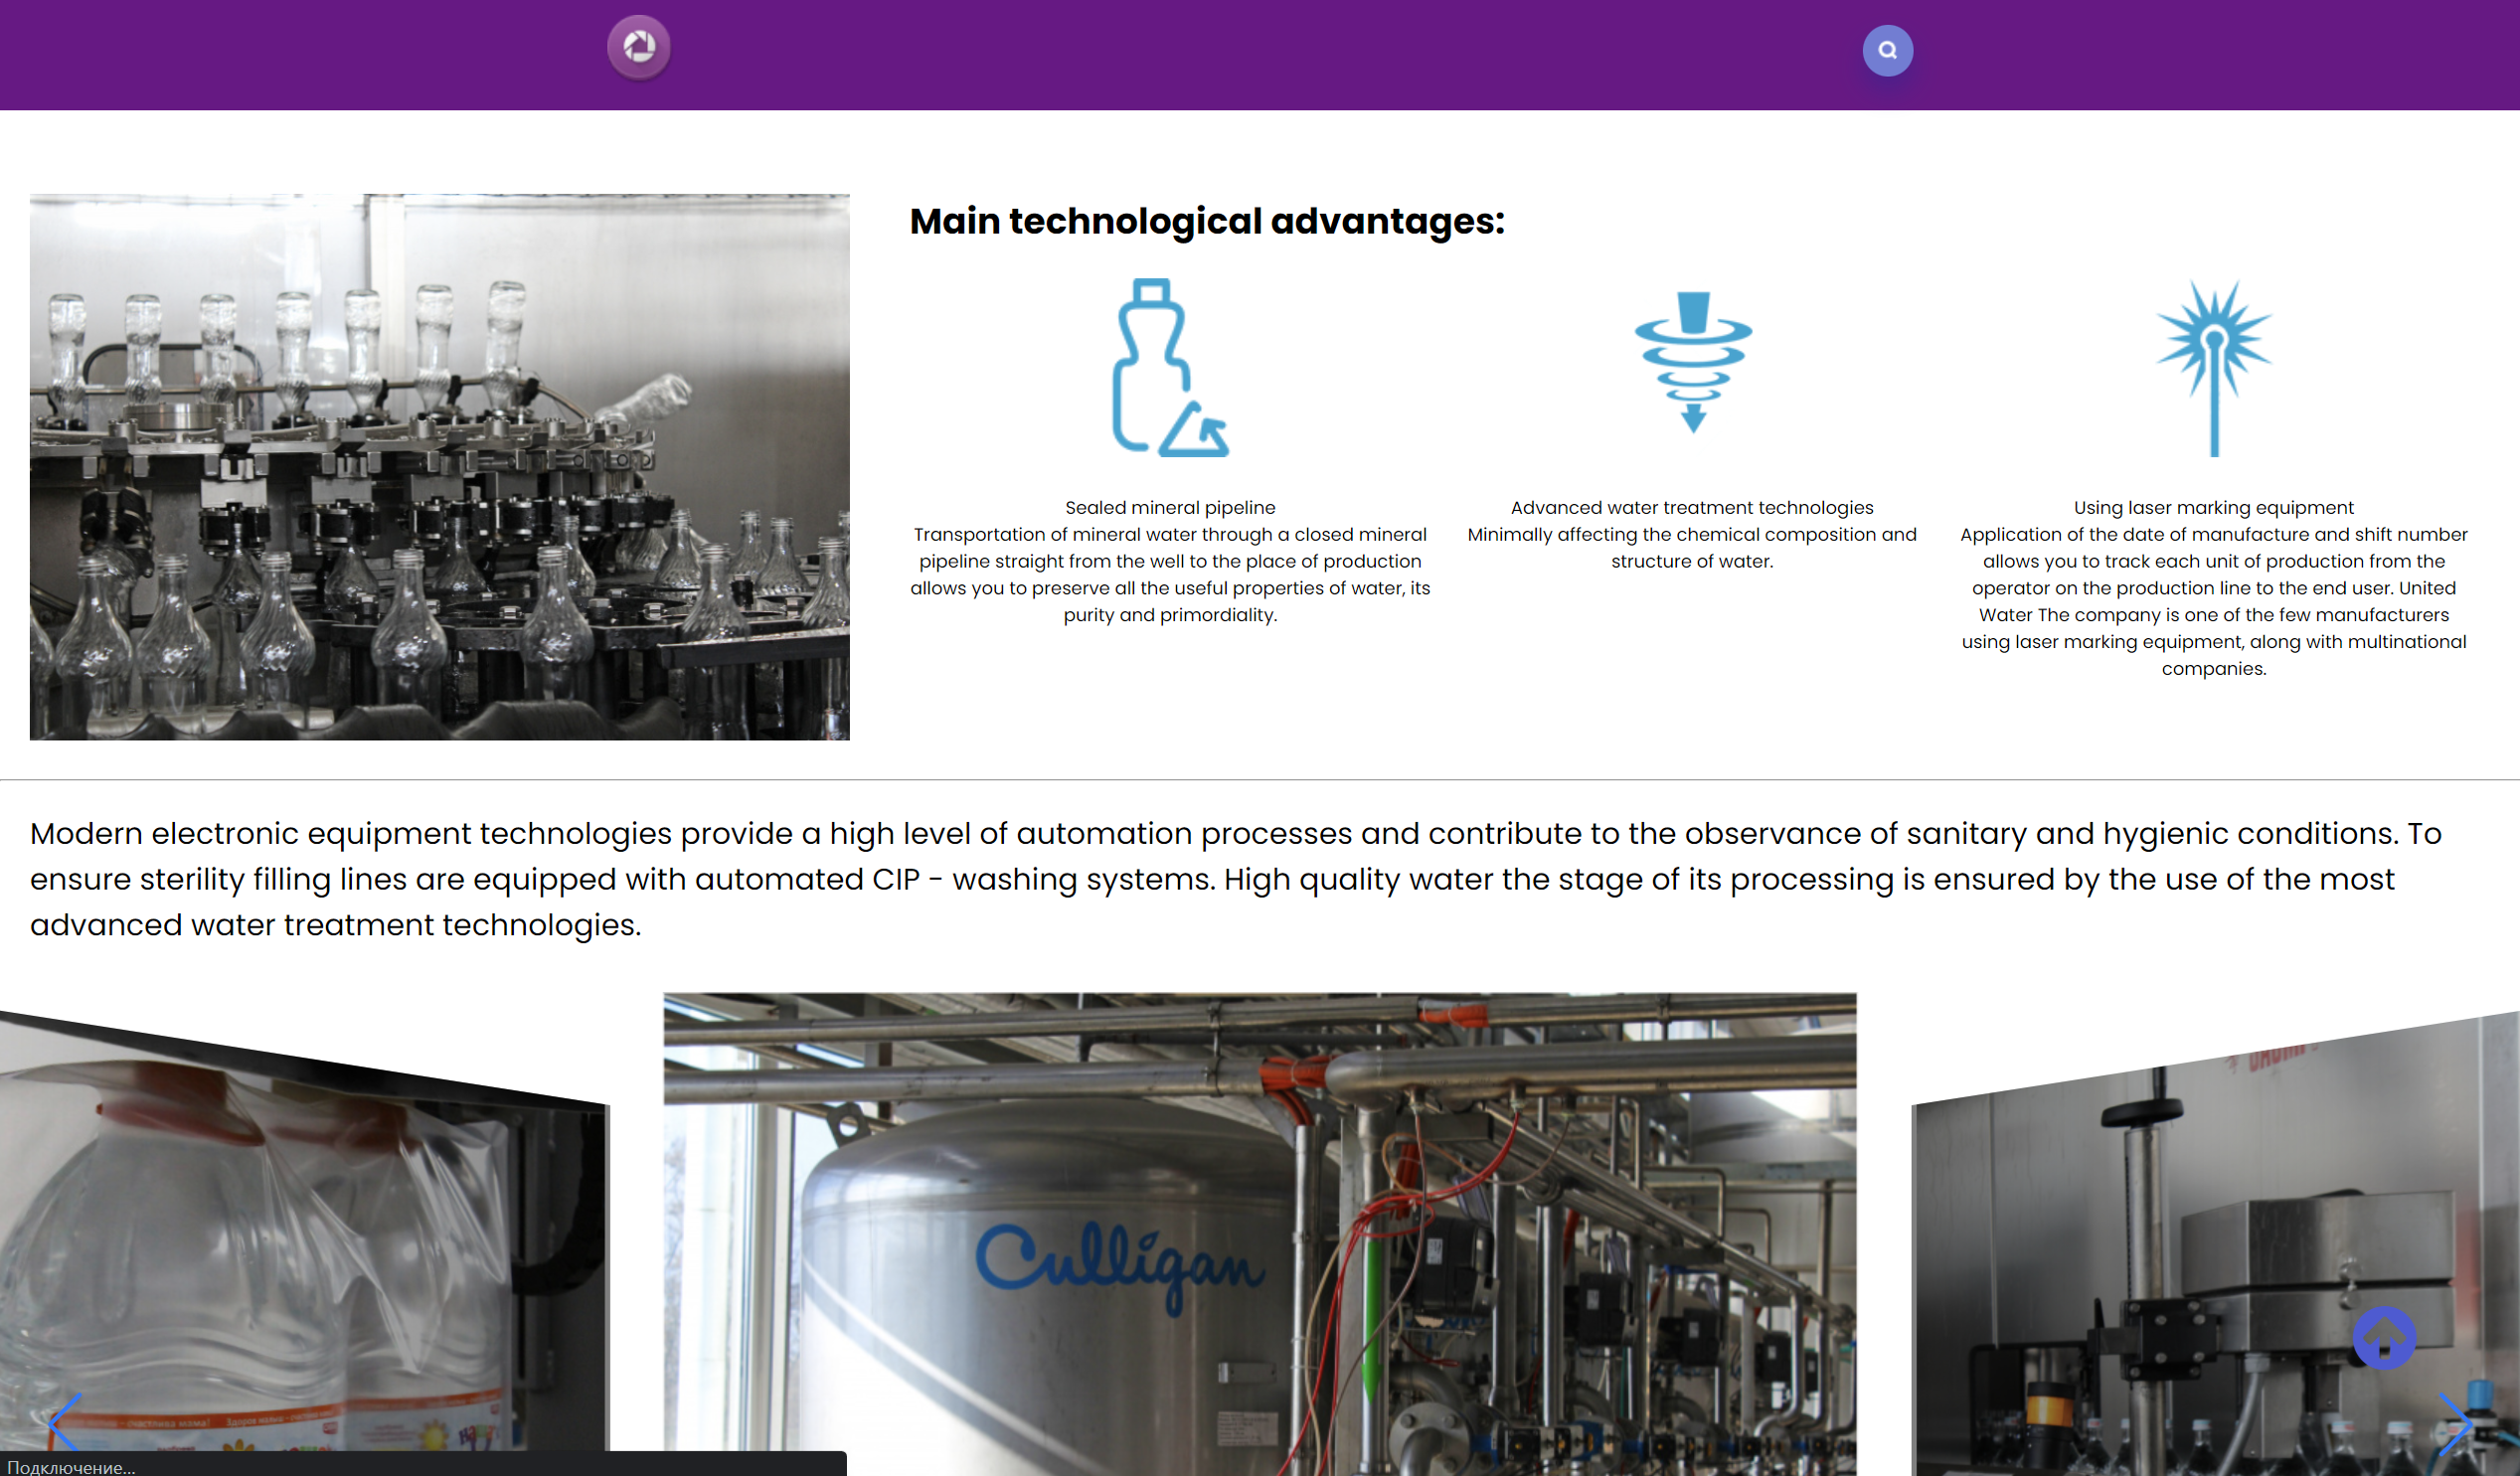 Main technological advantages:
Sealed mineral pipeline
Transportation of mineral water through a closed mineral
pipeline straight from the well to the place of production
allows you to preserve all the useful properties of water, its
purity and primordiality.
Advanced water treatment technologies
Minimally affecting the chemical composition and
structure of water.
Using laser marking equipment
Application of the date of manufacture and shift number
allows you to track each unit of production from the
operator on the production line to the end user. United
Water The company is one of the few manufacturers
using laser marking equipment, along with multinational
companies.
Modern electronic equipment technologies provide a high level of automation processes and contribute to the observance of sanitary and hygienic conditions. To
ensure sterility filling lines are equipped with automated CIP - washing systems. High quality water the stage of its processing is ensured by the use of the most
advanced water treatment technologies.
Culligan
Подключение...